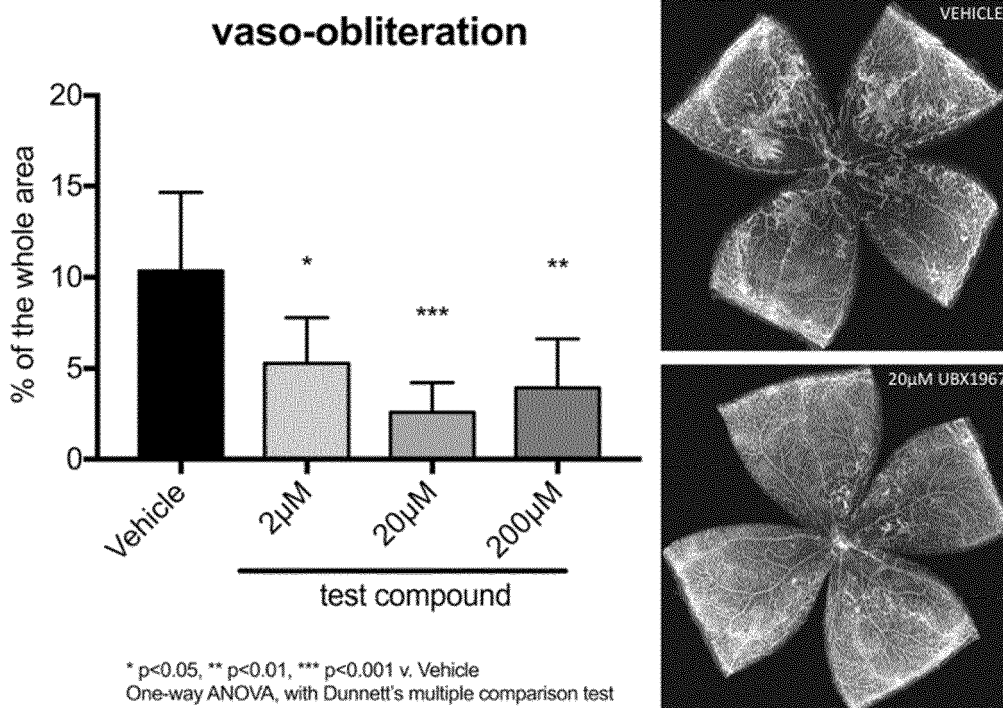 vaso-obliteration
% of the whole area
20
15
10
5
0
*
***
**
Vehicle
2µM
20µM
200µM
test compound
* p<0.05, ** p<0.01, *** p<0.001 v. Vehicle
One-way ANOVA, with Dunnett's multiple comparison test
VEHICLE
20µM UBX1967